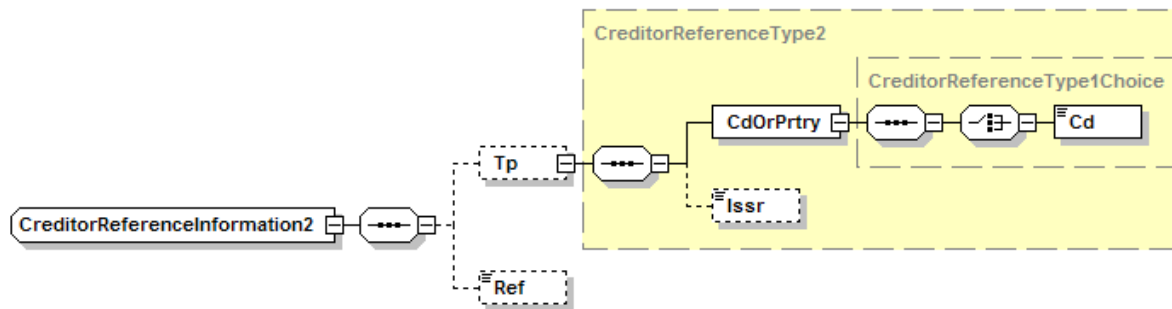 CreditorReferenceType2
CreditorReferenceType1Choice
CdOrPrtry
Cd
Tp
Issr
CreditorReferenceInformation2
Ref